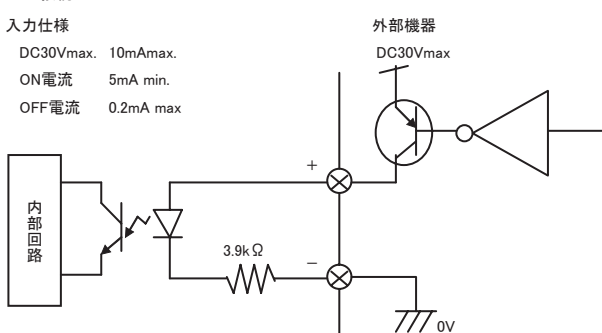 入力仕様
DC30Vmax. 10mAmax.
ON電流 5mA min.
OFF電流 0.2mA max
外部機器
DC30Vmax
+
内部回路
3.9kΩ
−
0V